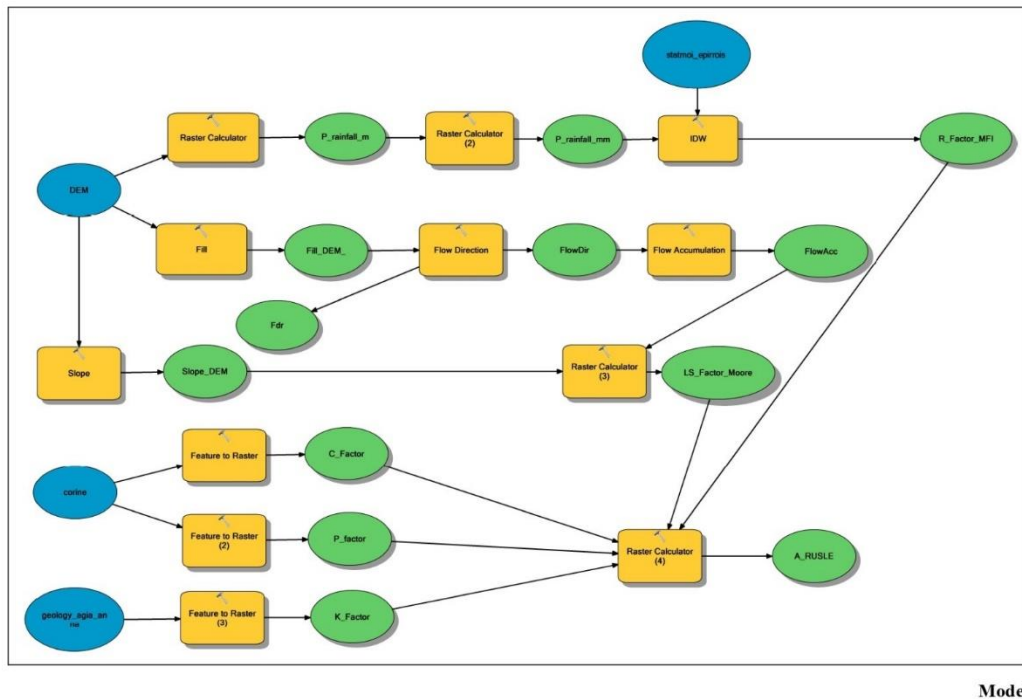 statmoi_epirrois
Raster Calculator
P_rainfall_m
Raster Calculator
(2)
P_rainfall_mm
IDW
R_Factor_MFI
DEM
Fill
Fill_DEM_
Flow Direction
FlowDir
Flow Accumulation
FlowAcc
Fdr
Slope
Slope_DEM
Raster Calculator
(3)
LS_Factor_Moore
Feature to Raster
C_Factor
corine
Feature to Raster
(2)
P_factor
Raster Calculator
(4)
A_RUSLE
geology_agia_an
na
Feature to Raster
(3)
K_Factor
Mode